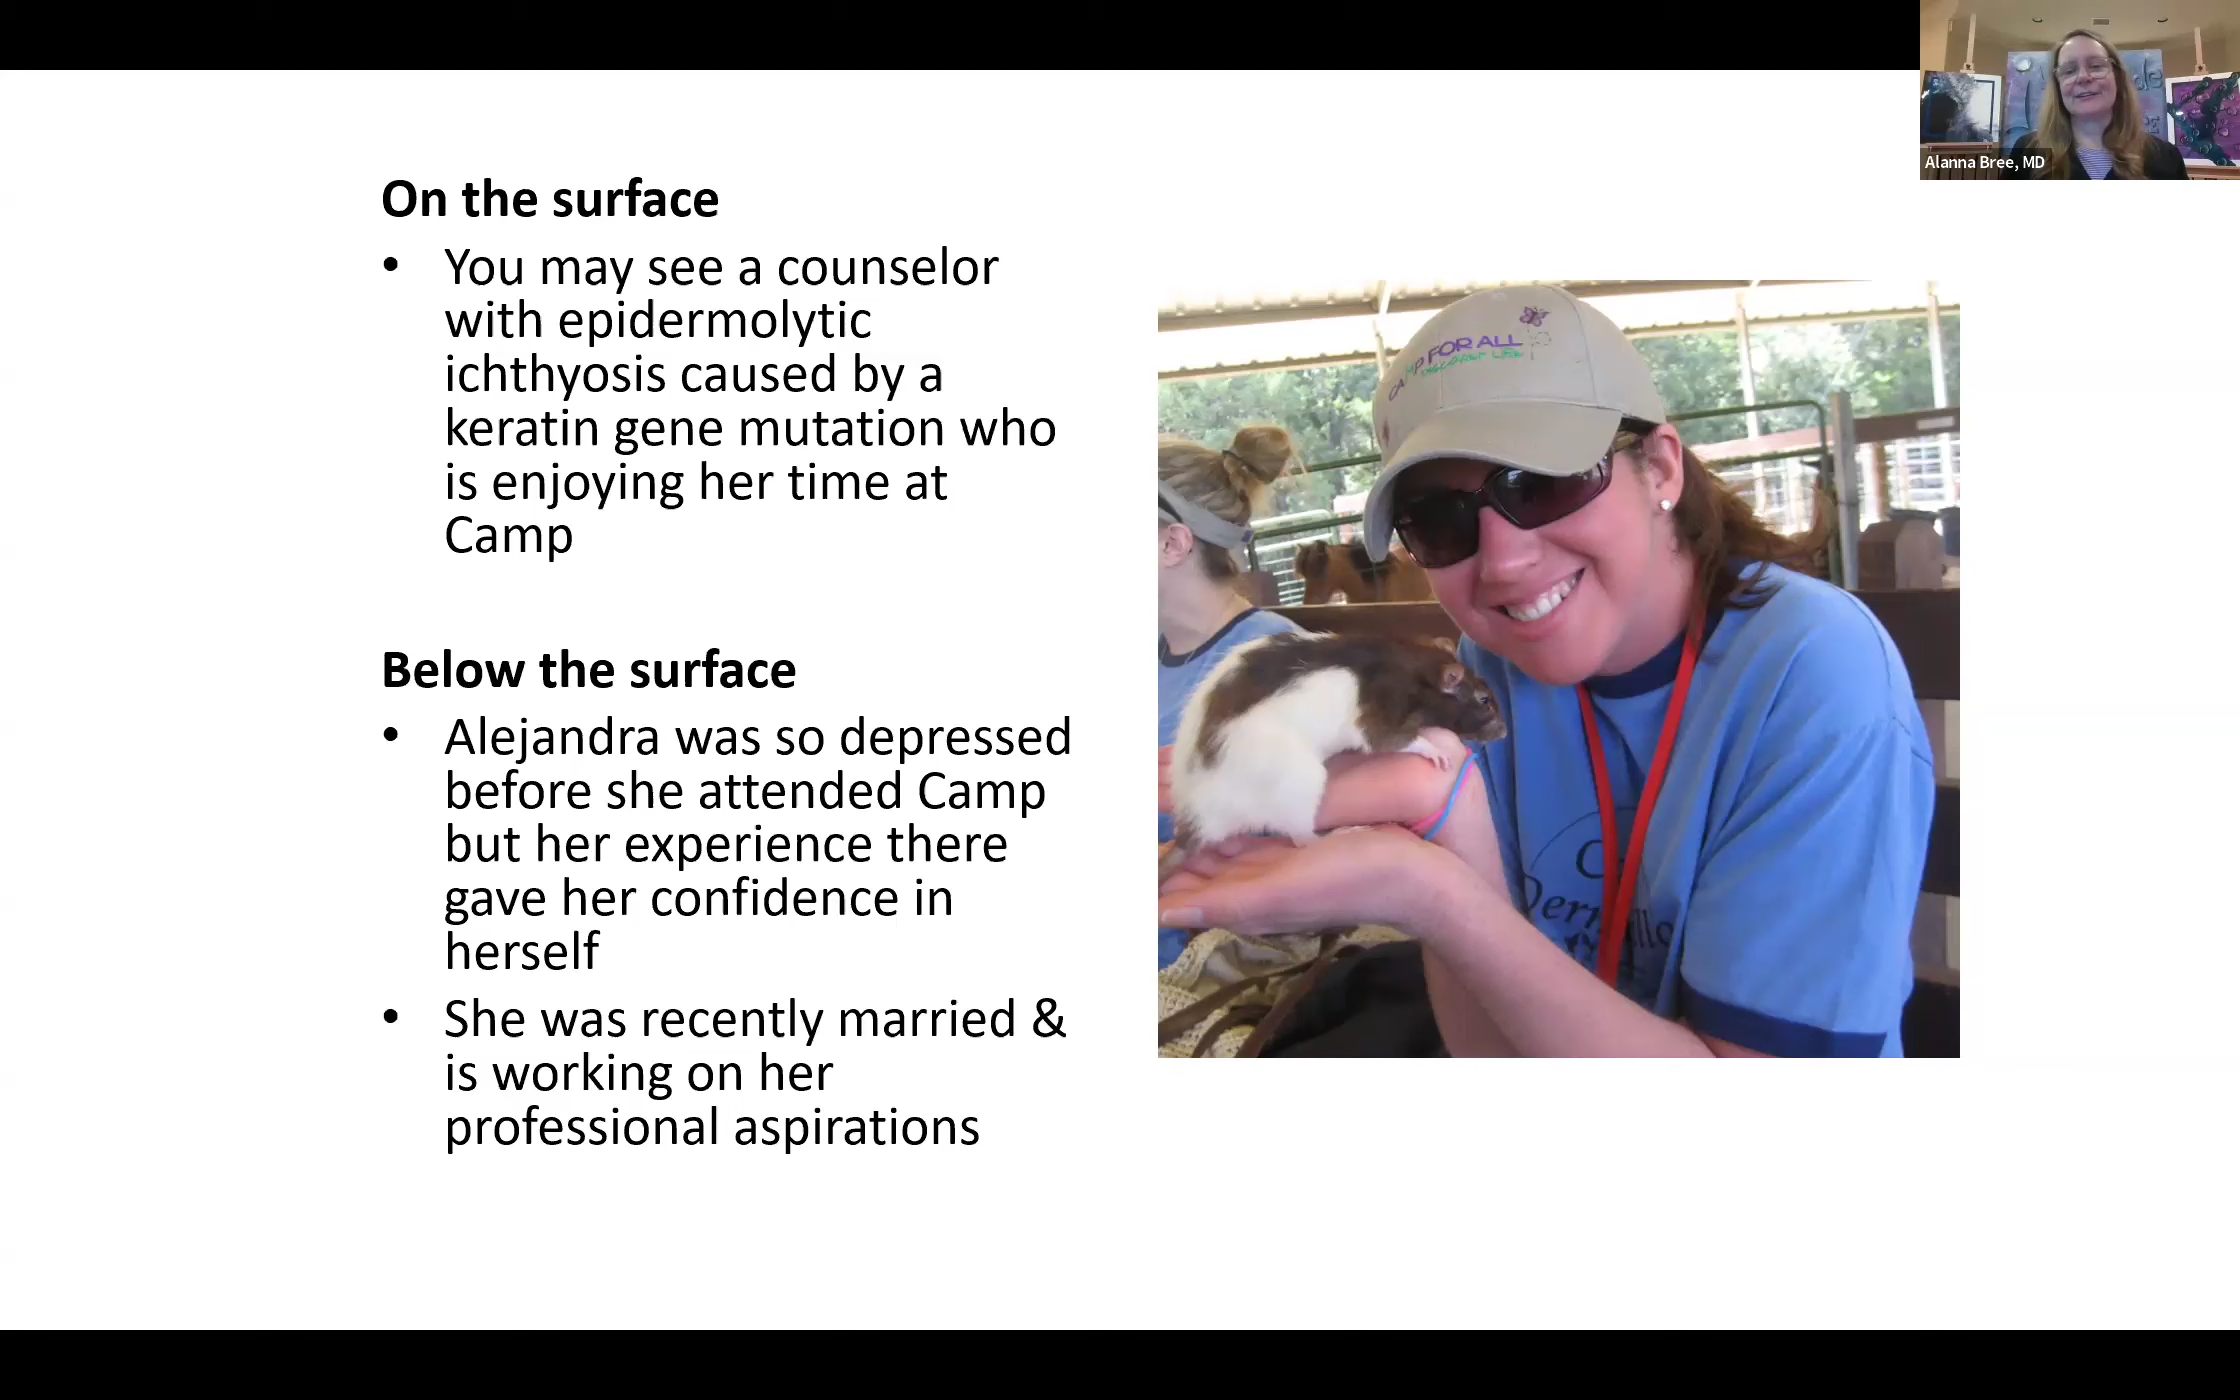 Alanna Bree, MD
On the surface
• You may see a counselor
with epidermolytic
ichthyosis caused by a
keratin gene mutation who
is enjoying her time at
Camp
Below the surface
• Alejandra was so depressed
before she attended Camp
but her experience there
gave her confidence in
herself
• She was recently married &
is working on her
professional aspirations
CAMP FOR ALL